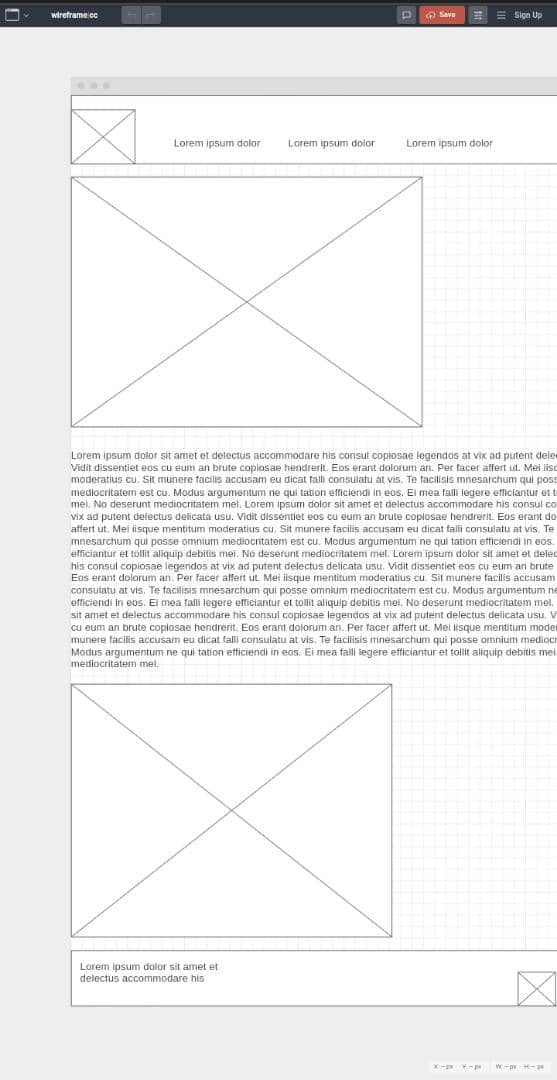 wireframe|cc
Save
Sign Up
Lorem ipsum dolor
Lorem ipsum dolor
Lorem ipsum dolor
Lorem ipsum dolor sit amet et delectus accommodare his consul copiosae legendos at vix ad putent
Vidit dissentiet eos cu eum an brute copiosae hendrerit. Eos erant dolorum an. Per facer affert ut. Mei
moderatius cu. Sit munere facilis accusam eu dicat falli consulatu at vis. Te facilisis mnesarchum qui
mediocritatem est cu. Modus argumentum ne qui tation efficiendi in eos. Ei mea falli legere efficiantur et
mei. No deserunt mediocritatem mel. Lorem ipsum dolor sit amet et delectus accommodare his consul
vix ad putent delectus delicata usu. Vidit dissentiet eos cu eum an brute copiosae hendrerit. Eos erant
affert ut. Mei iisque mentitum moderatius cu. Sit munere facilis accusam eu dicat falli consulatu at vis. Te
mnesarchum qui posse omnium mediocritatem est cu. Modus argumentum ne qui tation efficiendi in eos.
efficiantur et tollit aliquip debitis mei. No deserunt mediocritatem mel. Lorem ipsum dolor sit amet et
his consul copiosae legendos at vix ad putent delectus delicata usu. Vidit dissentiet eos cu eum an brute
Eos erant dolorum an. Per facer affert ut. Mei iisque mentitum moderatius cu. Sit munere facilis accusam
consulatu at vis. Te facilisis mnesarchum qui posse omnium mediocritatem est cu. Modus argumentum
efficiendi in eos. Ei mea falli legere efficiantur et tollit aliquip debitis mei. No deserunt mediocritatem mel.
sit amet et delectus accommodare his consul copiosae legendos at vix ad putent delectus delicata usu.
cu eum an brute copiosae hendrerit. Eos erant dolorum an. Per facer affert ut. Mei iisque mentitum
munere facilis accusam eu dicat falli consulatu at vis. Te facilisis mnesarchum qui posse omnium
Modus argumentum ne qui tation efficiendi in eos. Ei mea falli legere efficiantur et tollit aliquip debitis mei.
mediocritatem mel.
Lorem ipsum dolor sit amet et
delectus accommodare his
X: – px Y: – px W: – px H: – px